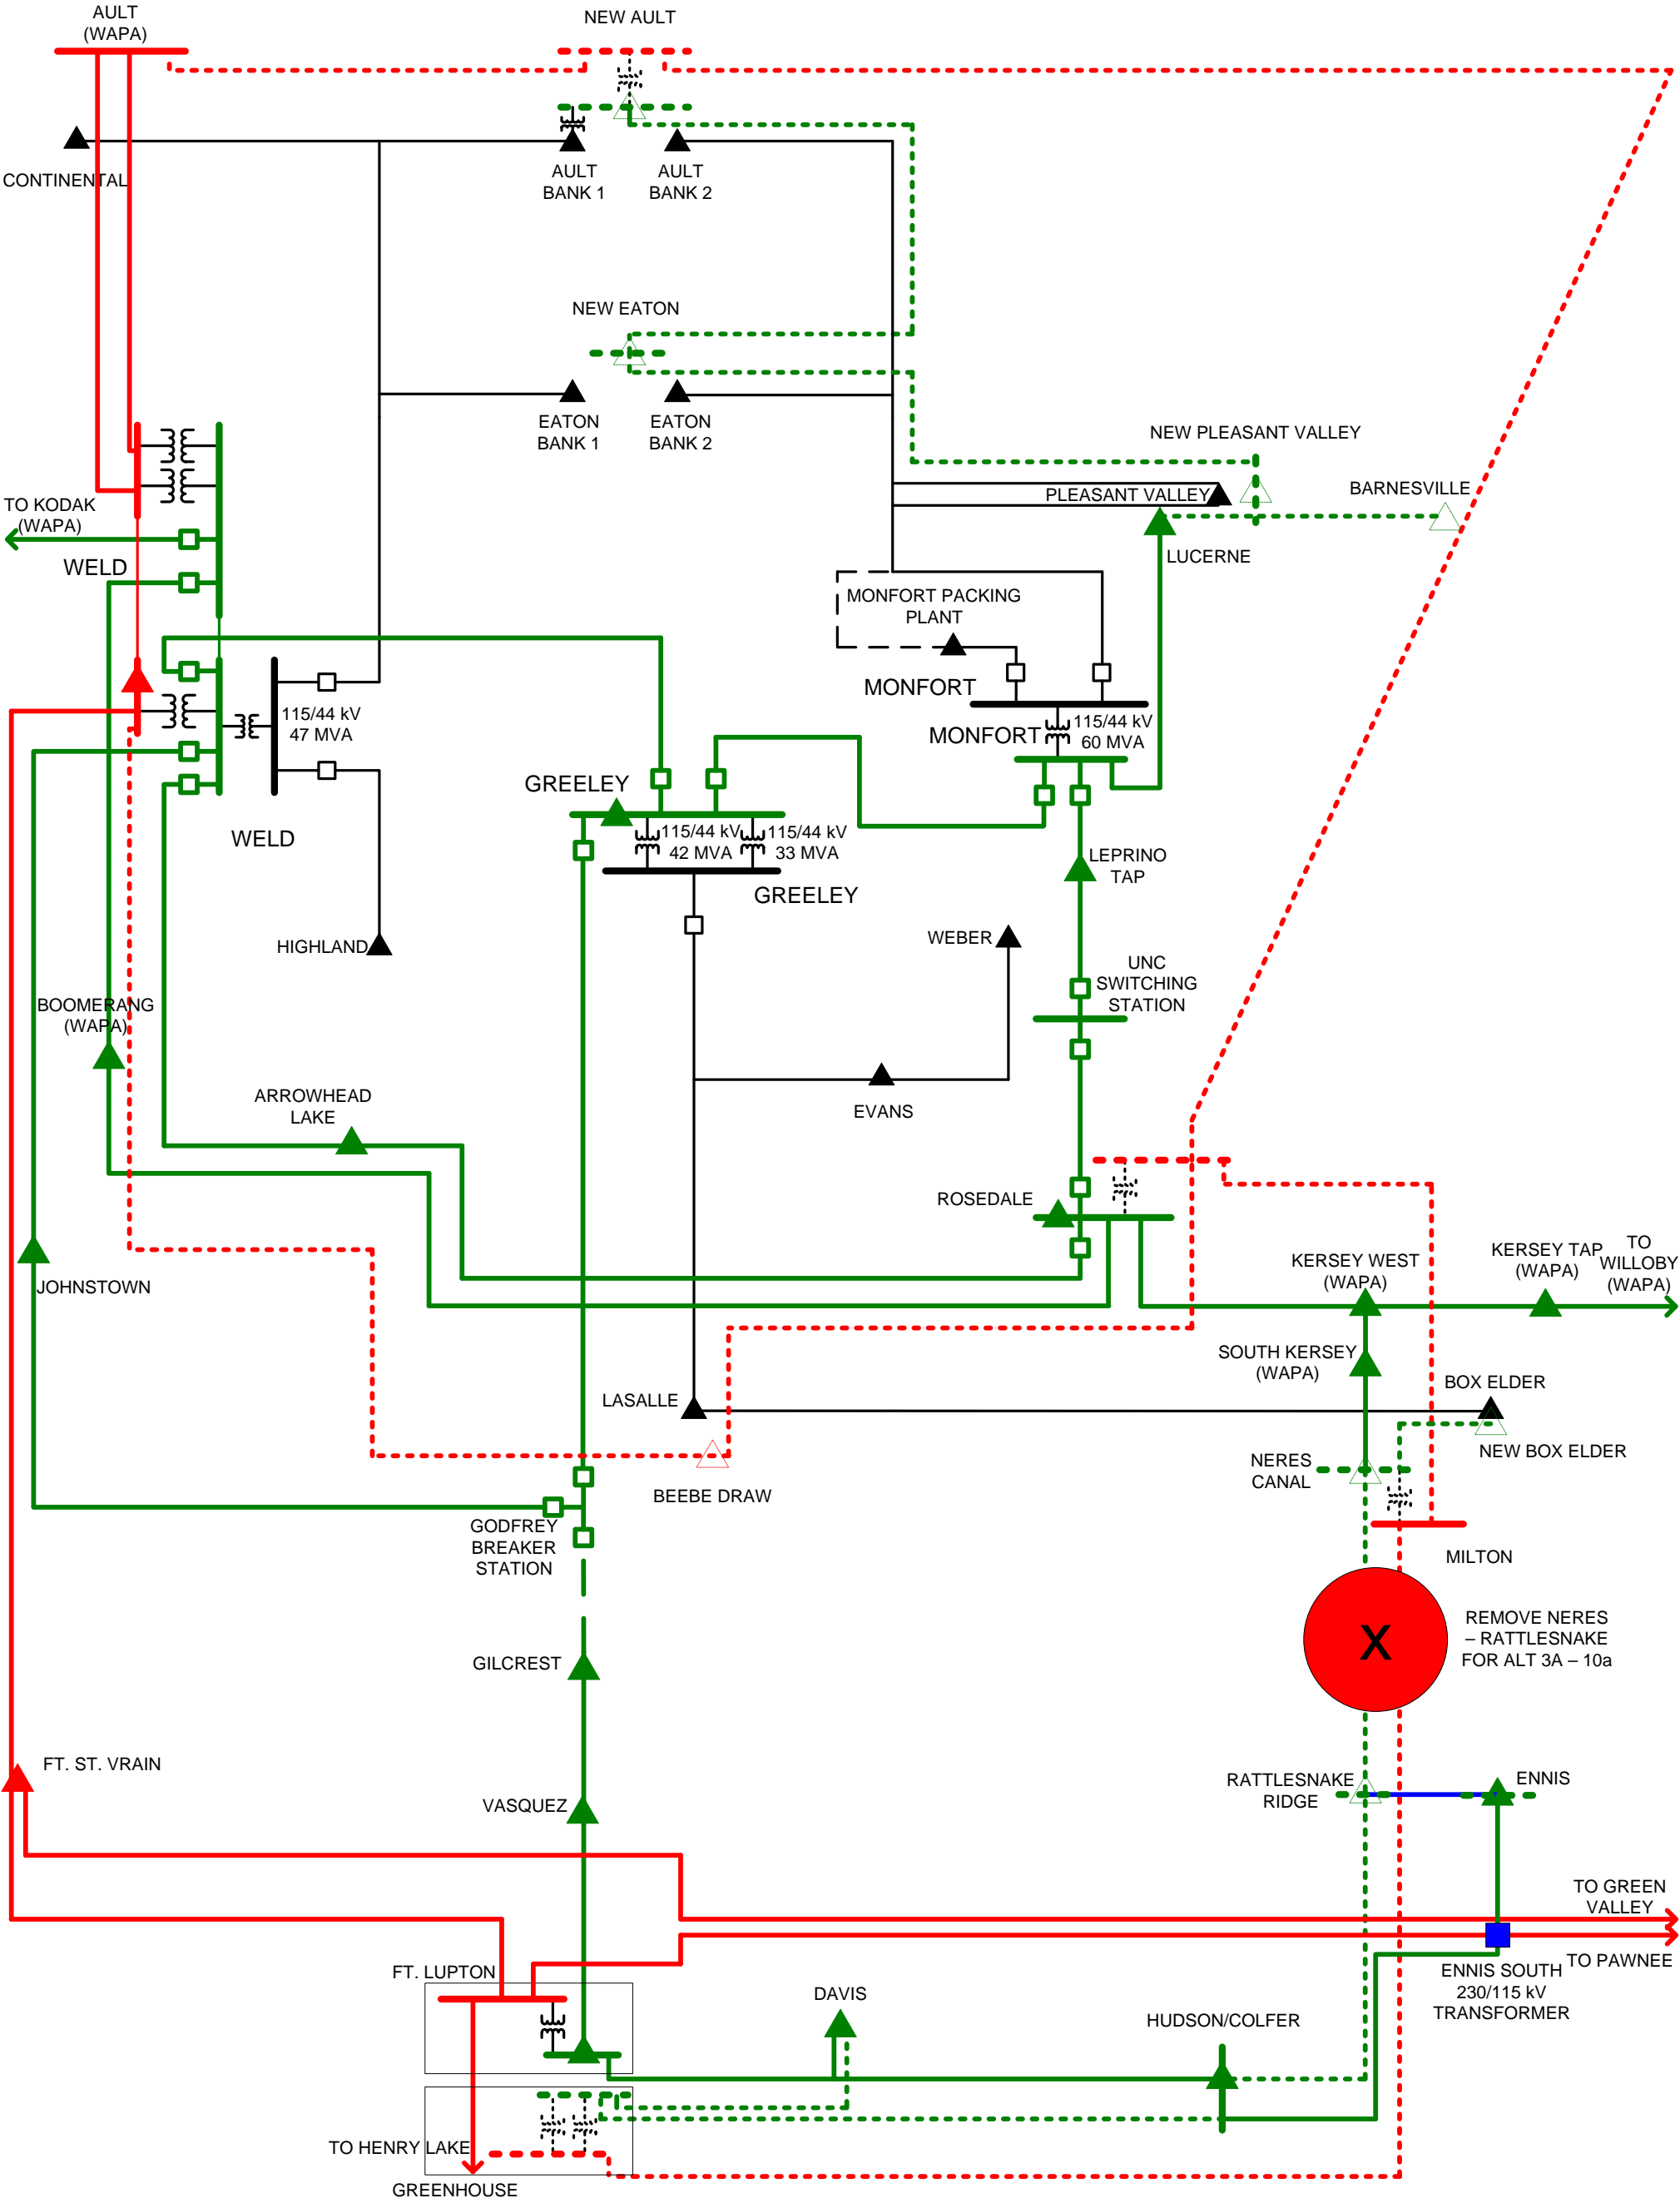 AULT
(WAPA)
NEW AULT
CONTINENTAL
AULT
BANK 1
AULT
BANK 2
NEW EATON
EATON
BANK 1
EATON
BANK 2
NEW PLEASANT VALLEY
PLEASANT VALLEY
BARNESVILLE
TO KODAK
(WAPA)
WELD
LUCERNE
MONFORT PACKING
PLANT
MONFORT
115/44 kV
47 MVA
MONFORT
115/44 kV
60 MVA
GREELEY
115/44 kV
42 MVA
115/44 kV
33 MVA
WELD
GREELEY
LEPRINO
TAP
HIGHLAND
WEBER
UNC
SWITCHING
STATION
BOOMERANG
(WAPA)
ARROWHEAD
LAKE
EVANS
ROSEDALE
JOHNSTOWN
KERSEY WEST
(WAPA)
KERSEY TAP
(WAPA)
TO
WILLOBY
(WAPA)
SOUTH KERSEY
(WAPA)
LASALLE
BOX ELDER
NEW BOX ELDER
NERES
CANAL
BEEBE DRAW
GODFREY
BREAKER
STATION
MILTON
X
REMOVE NERES
– RATTLESNAKE
FOR ALT 3A – 10a
GILCREST
FT. ST. VRAIN
VASQUEZ
RATTLESNAKE
RIDGE
ENNIS
TO GREEN
VALLEY
TO PAWNEE
FT. LUPTON
ENNIS SOUTH
230/115 kV
TRANSFORMER
DAVIS
HUDSON/COLFER
TO HENRY LAKE
GREENHOUSE